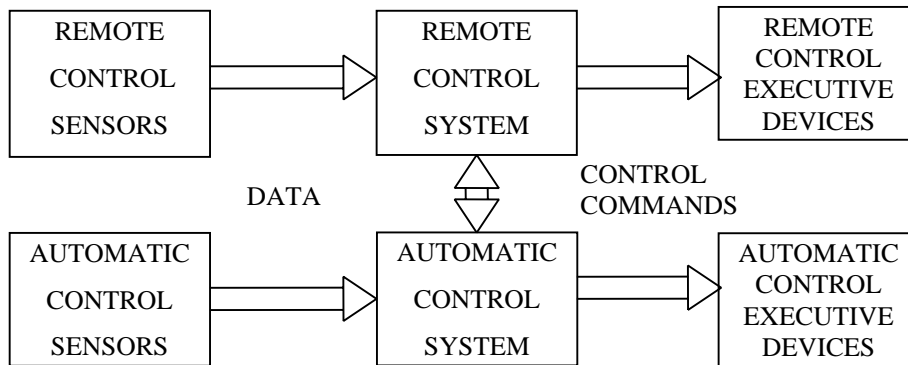 REMOTE
CONTROL
SENSORS
REMOTE
CONTROL
SYSTEM
REMOTE
CONTROL
EXECUTIVE
DEVICES
DATA
CONTROL
COMMANDS
AUTOMATIC
CONTROL
SENSORS
AUTOMATIC
CONTROL
SYSTEM
AUTOMATIC
CONTROL
EXECUTIVE
DEVICES